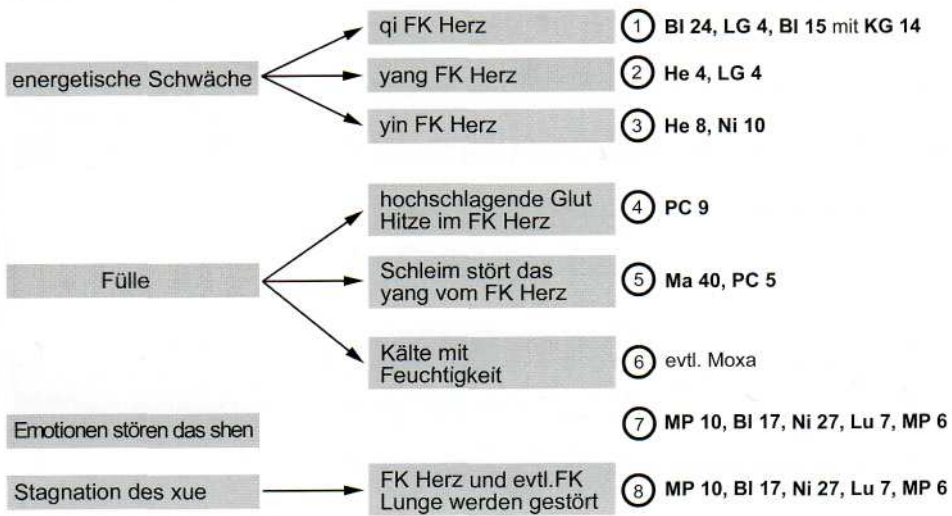 qi FK Herz 1 Bl 24, LG 4, Bl 15 mit KG 14
energetische Schwäche yang FK Herz 2 He 4, LG 4
yin FK Herz 3 He 8, Ni 10
hochschlagende Glut
Hitze im FK Herz 4 PC 9
Fülle
Schleim stört das
yang vom FK Herz 5 Ma 40, PC 5
Kälte mit
Feuchtigkeit 6 evtl. Moxa
Emotionen stören das shen 7 MP 10, Bl 17, Ni 27, Lu 7, MP 6
Stagnation des xue
FK Herz und evtl.FK
Lunge werden gestört 8 MP 10, Bl 17, Ni 27, Lu 7, MP 6